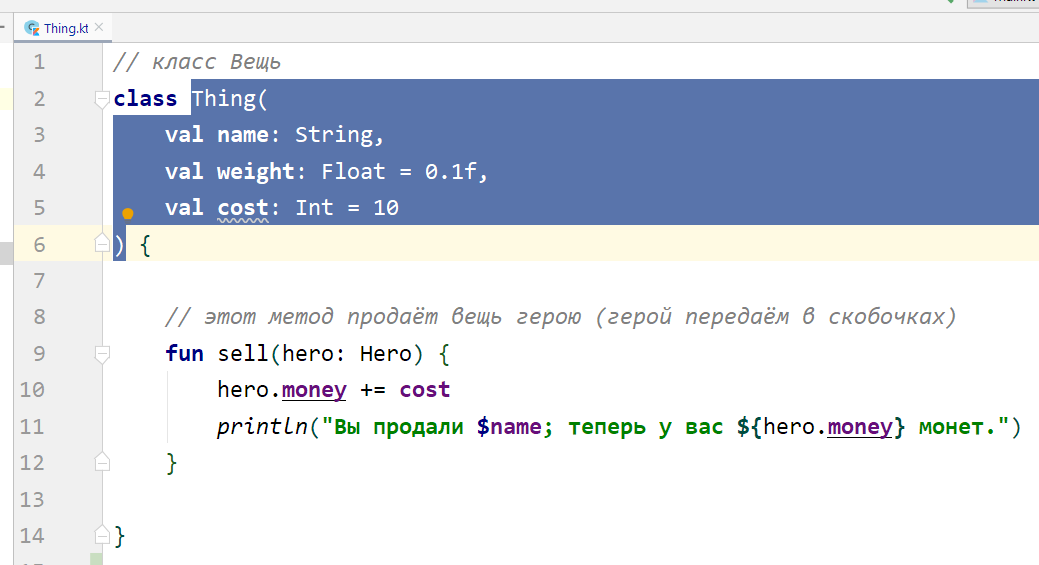 Thing.kt
1 // класс Вещь
2 class Thing(
3 val name: String,
4 val weight: Float = 0.1f,
5 val cost: Int = 10
6 ) {
7
8 // этот метод продаёт вещь герою (герой передаём в скобочках)
9 fun sell(hero: Hero) {
10 hero.money += cost
11 println("Вы продали $name; теперь у вас ${hero.money} монет.")
12 }
13
14 }